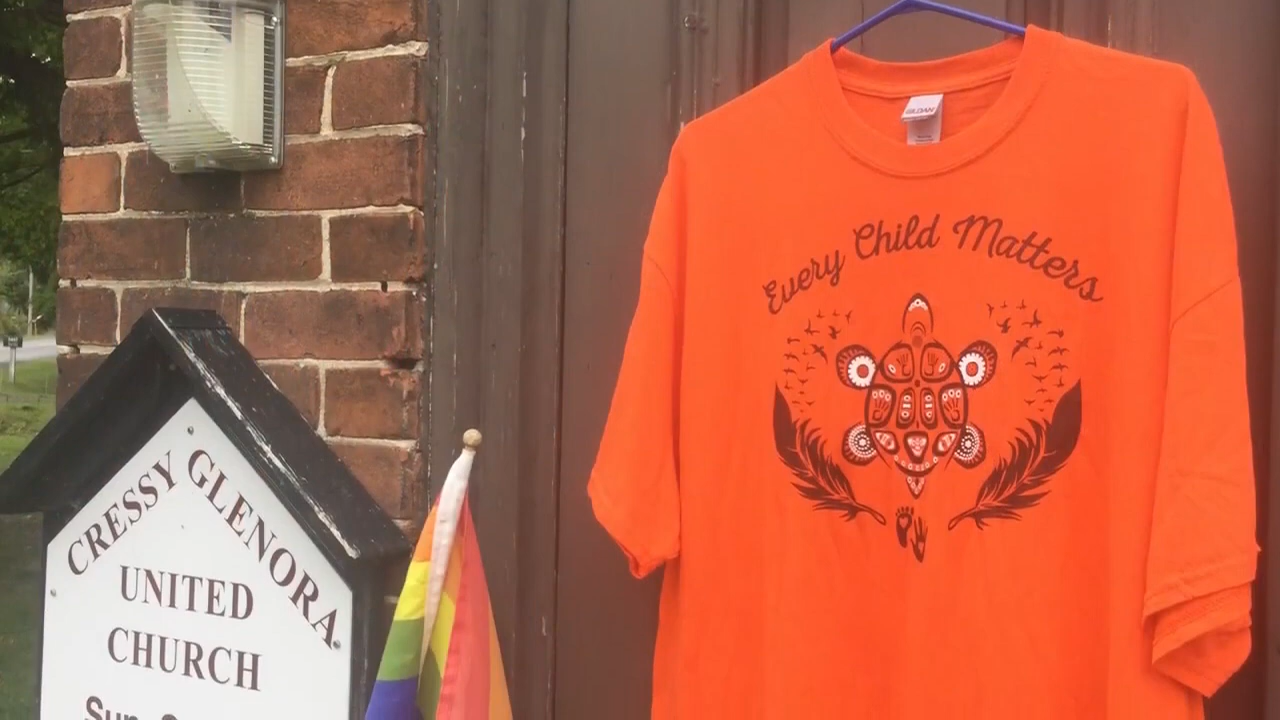 CRESSY GLENORA
UNITED
CHURCH
GILDAN
Every Child Matters